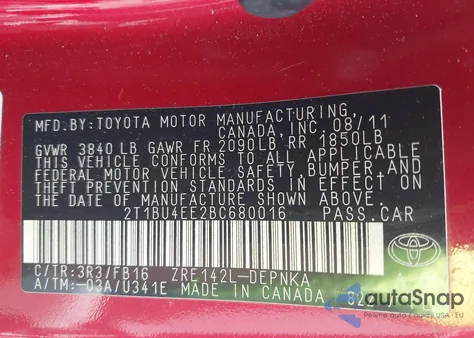 MFD.BY:TOYOTA MOTOR MANUFACTURING,
CANADA, INC. 08/11
GVWR 3840 LB GAWR FR 2090LB, RR 1850LB
THIS VEHICLE CONFORMS TO ALL APPLICABLE
FEDERAL MOTOR VEHICLE SAFETY, BUMPER, AND
THEFT PREVENTION STANDARDS IN EFFECT ON
THE DATE OF MANUFACTURE SHOWN ABOVE.
2T1BU4EE2BC680016 PASS.CAR
C/TR:3R3/FB16 ZRE142L-DEPNKA
A/TM:-03A/U341E MADE IN CANADA
TOYOTA
autoSnap